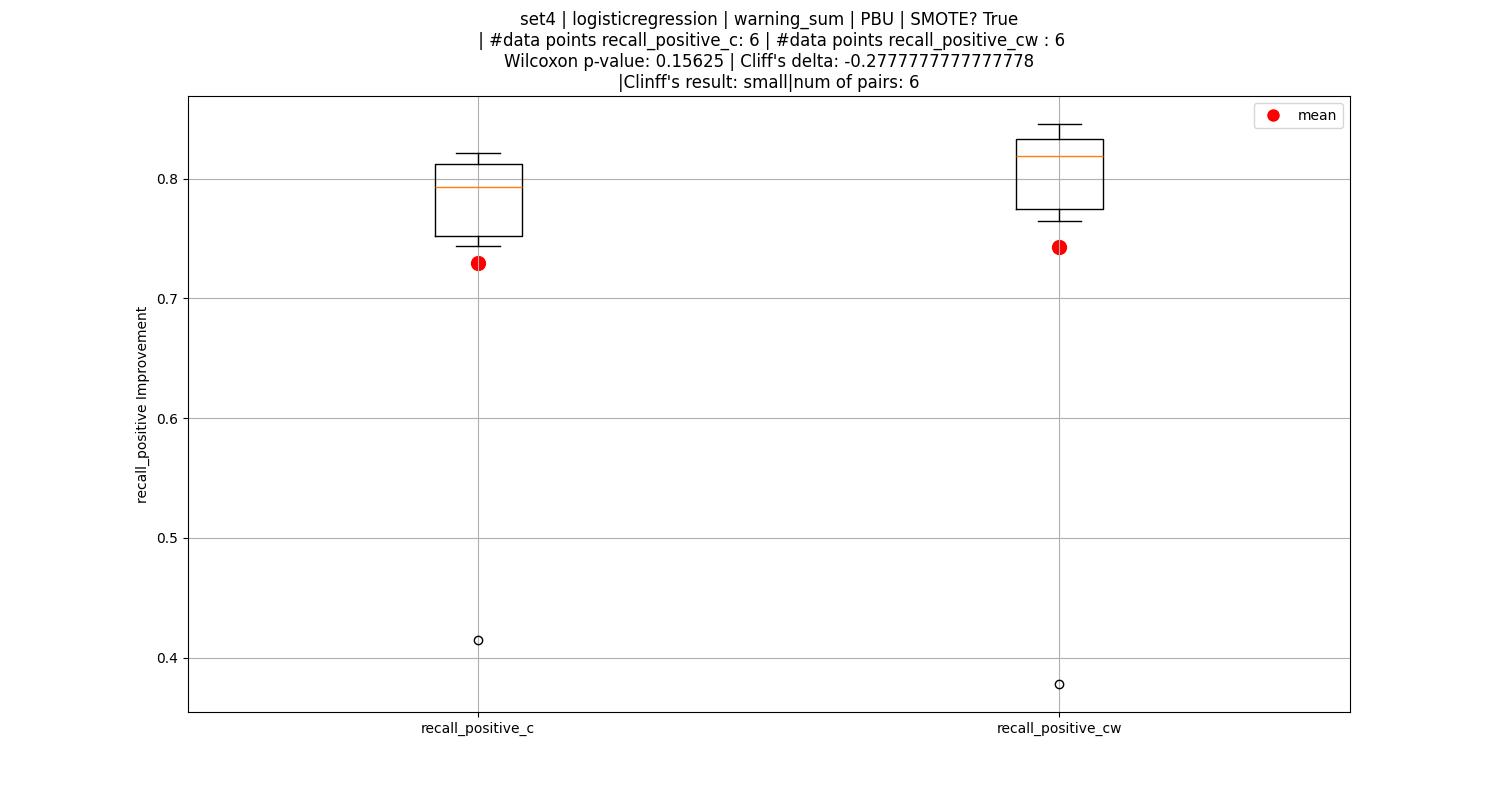 set4 | logisticregression | warning_sum | PBU | SMOTE? True
| #data points recall_positive_c: 6 | #data points recall_positive_cw : 6
Wilcoxon p-value: 0.15625 | Cliff's delta: -0.2777777777777778
|Clinff's result: small|num of pairs: 6
mean
0.8
0.7
0.6
0.5
0.4
recall_positive Improvement
recall_positive_c
recall_positive_cw